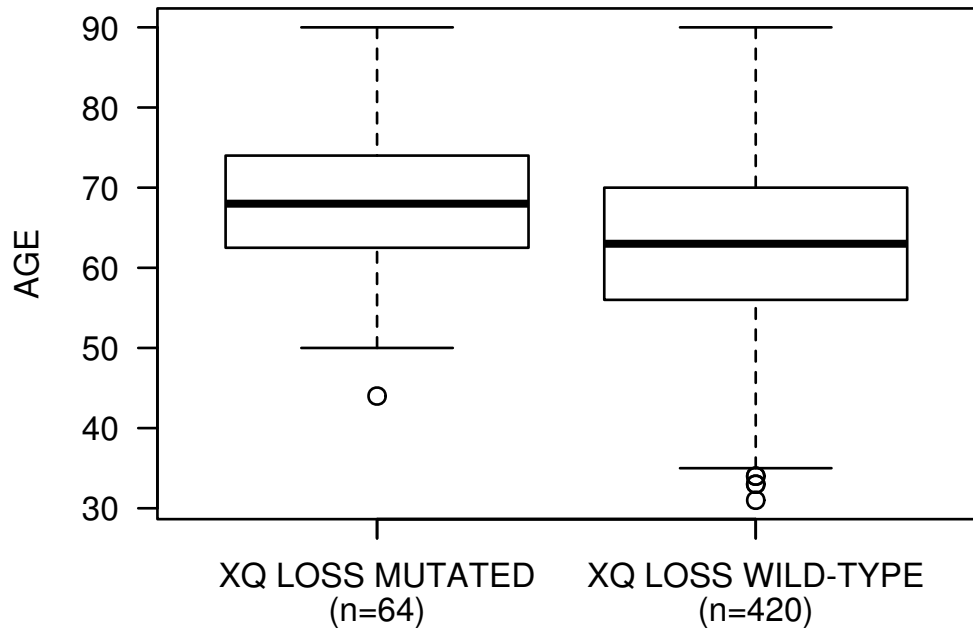 AGE
90
80
70
60
50
40
30
XQ LOSS MUTATED
(n=64)
XQ LOSS WILD-TYPE
(n=420)